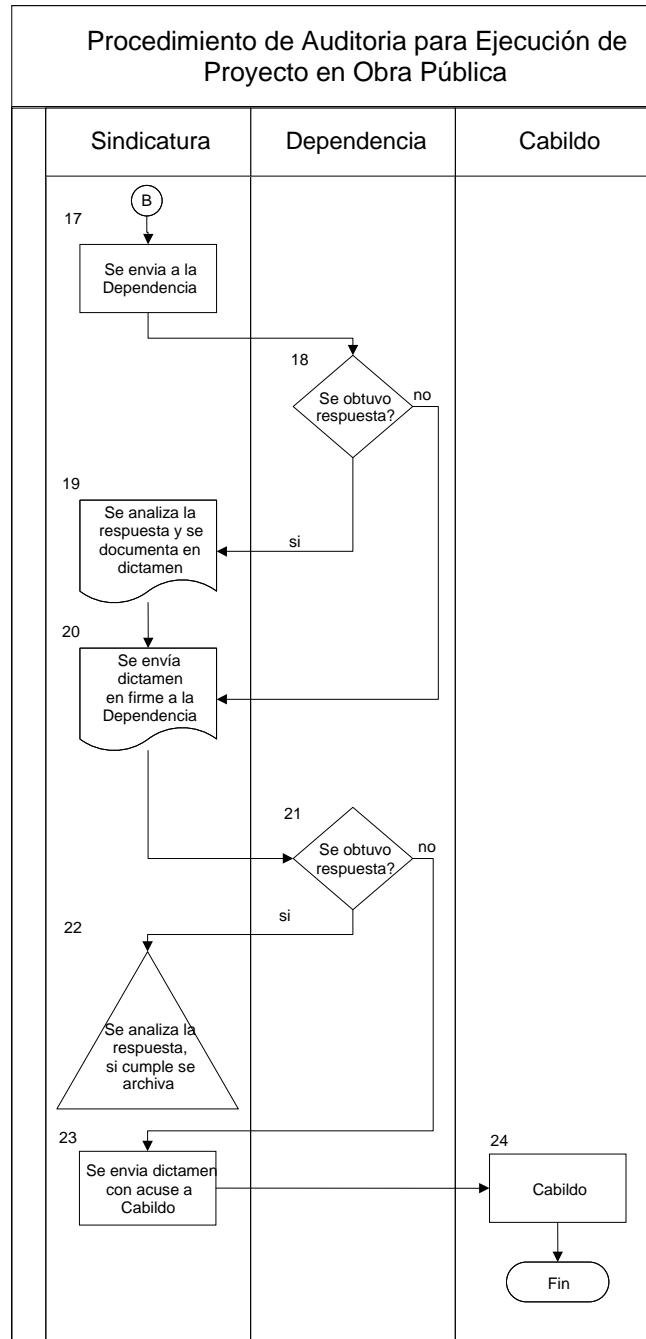 Procedimiento de Auditoria para Ejecución de
Proyecto en Obra Pública
Sindicatura
Dependencia
Cabildo
B
17
Se envia a la
Dependencia
18
Se obtuvo
respuesta?
no
si
19
Se analiza la
respuesta y se
documenta en
dictamen
20
Se envía
dictamen
en firme a la
Dependencia
21
Se obtuvo
respuesta?
no
si
22
Se analiza la
respuesta,
si cumple se
archiva
23
Se envia dictamen
con acuse a
Cabildo
24
Cabildo
Fin